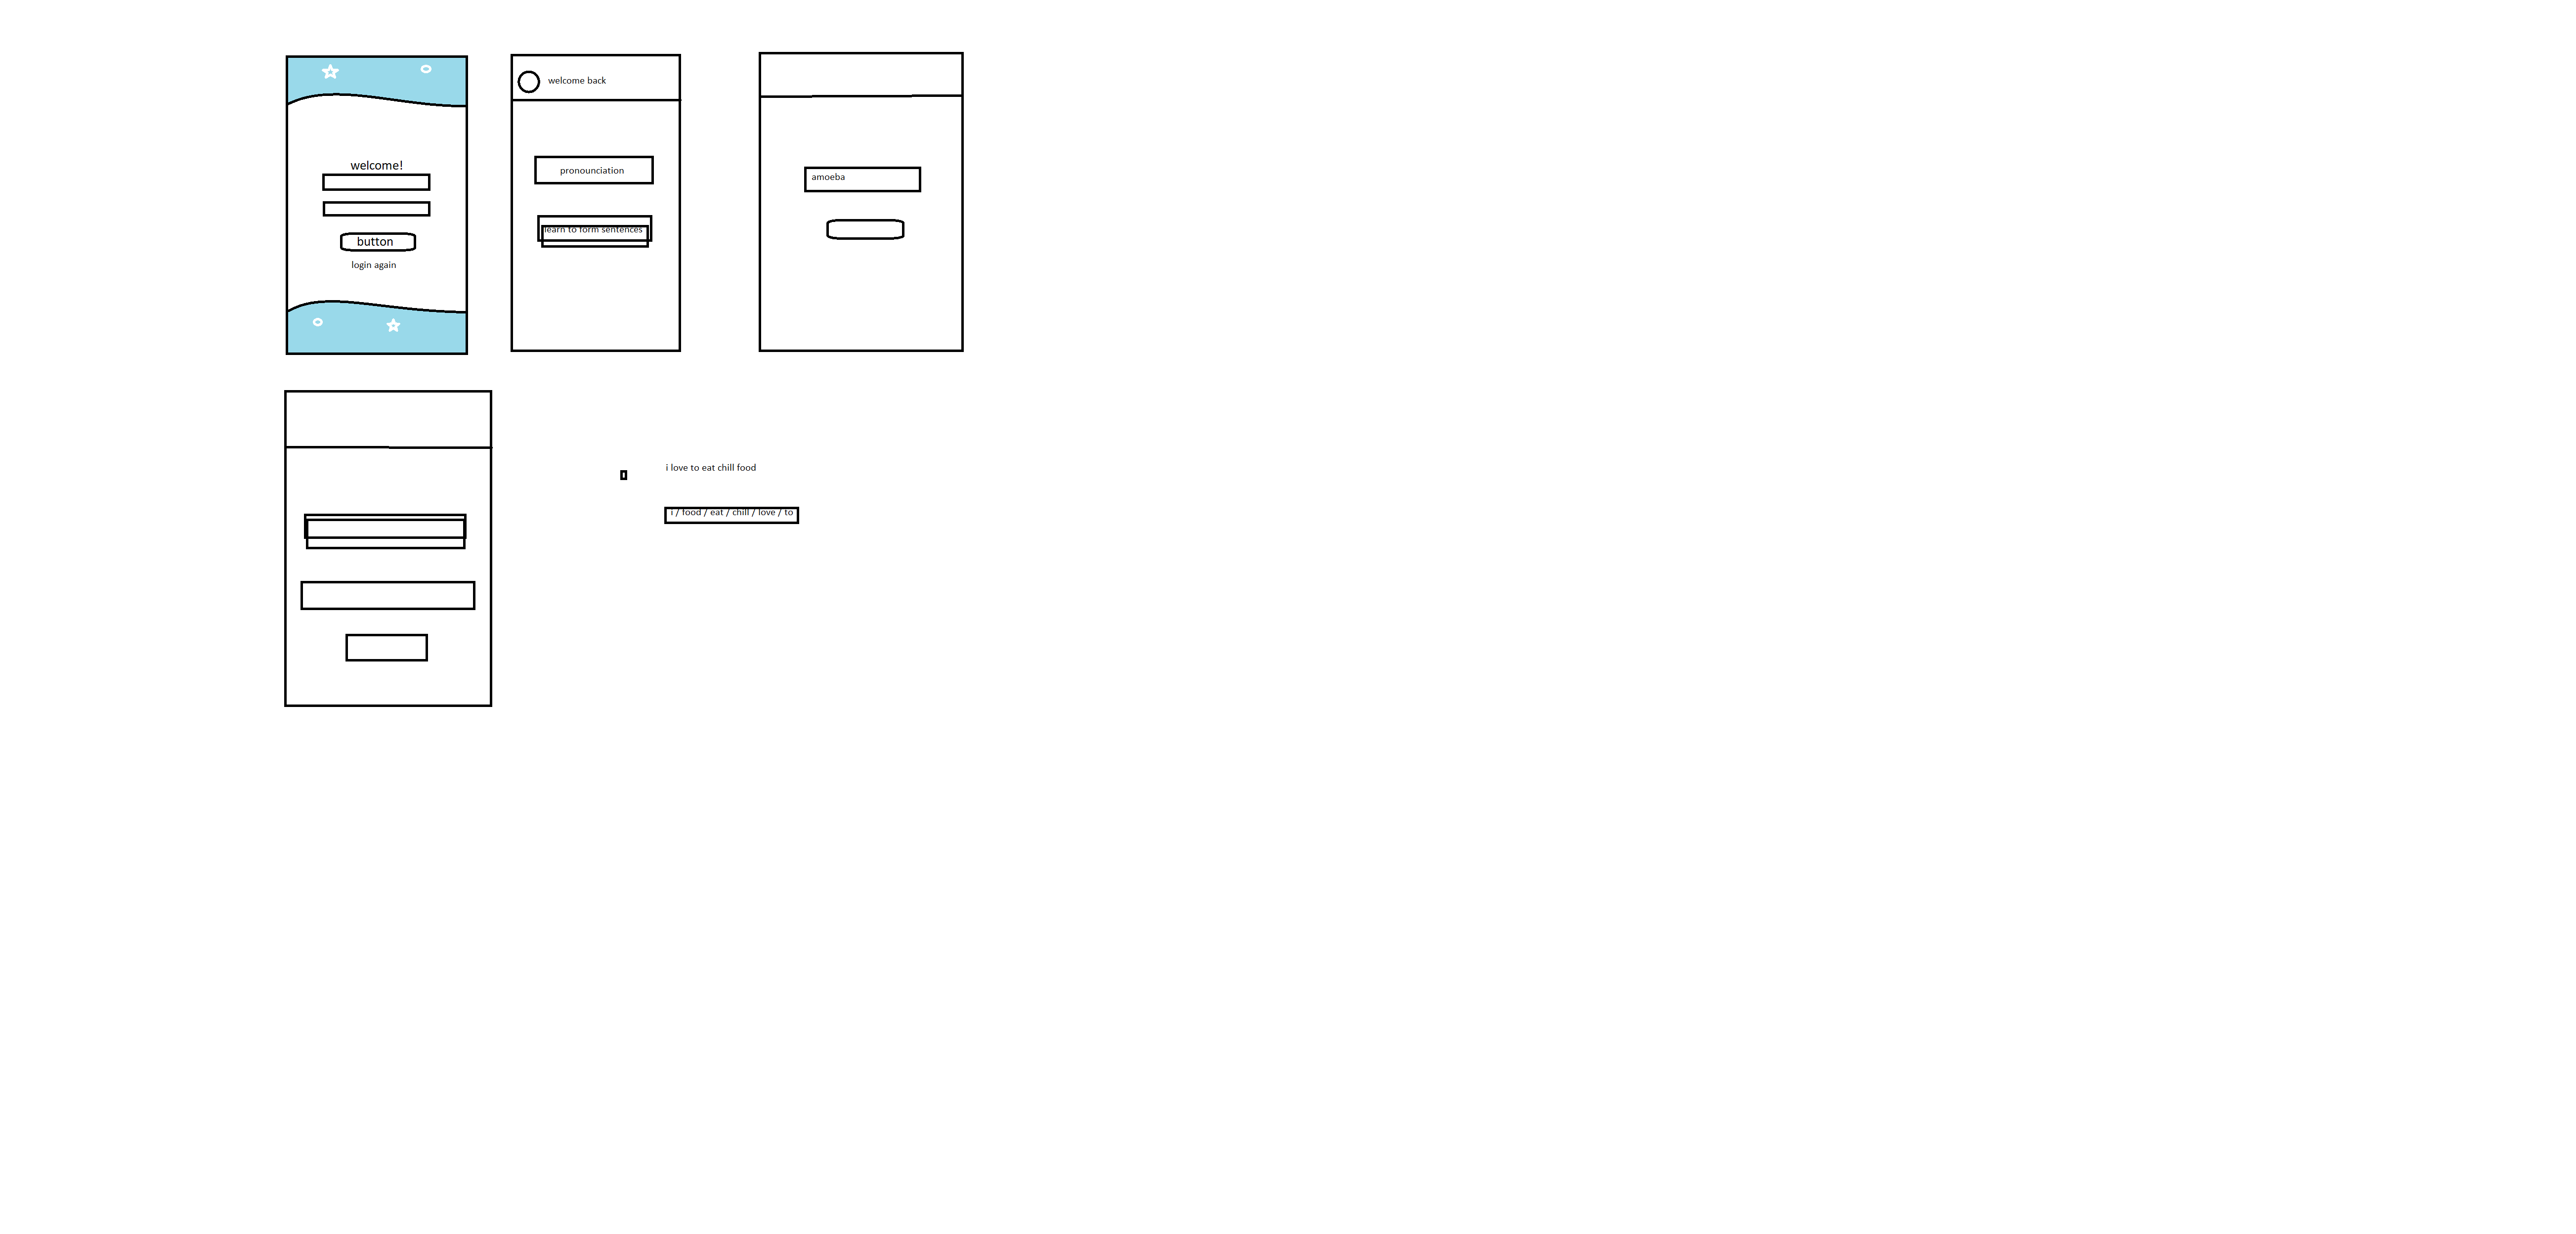 welcome!
button
login again
welcome back
pronounciation
learn to form sentences
amoeba
i love to eat chill food
i / food / eat / chill / love / to